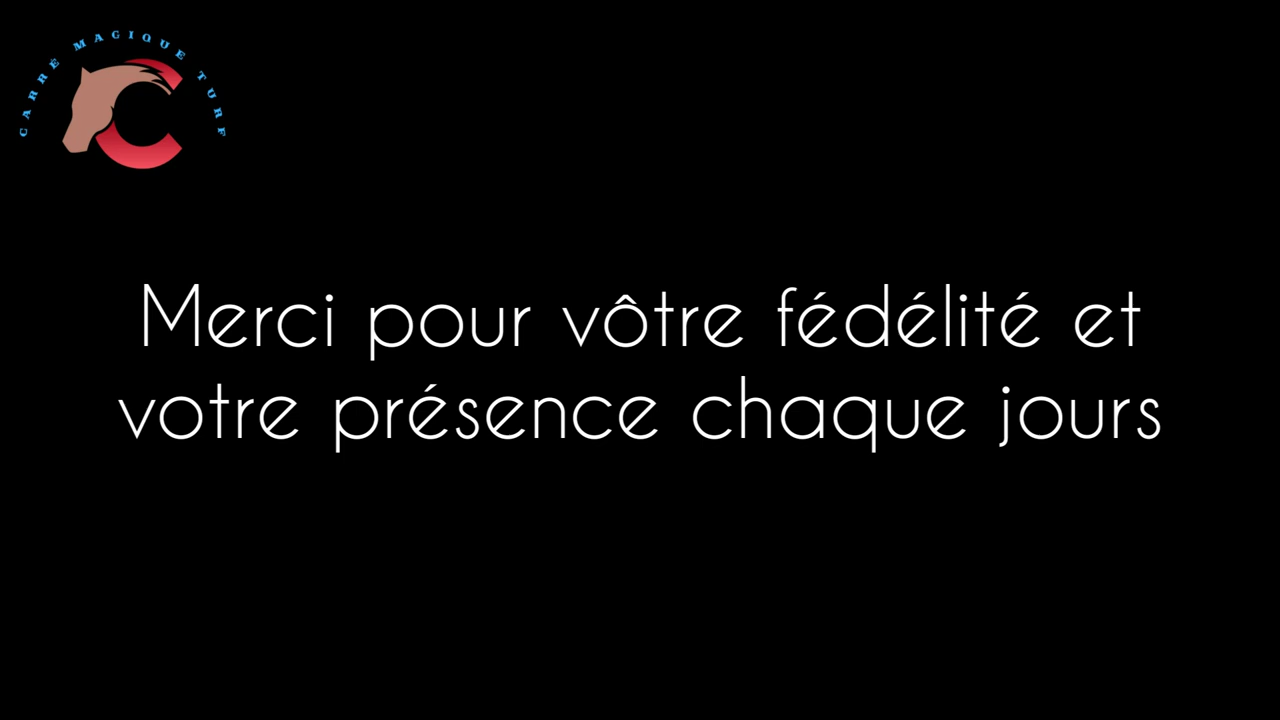 CARRÉ MAGIQUE TURF
Merci pour vôtre fédélité et
votre présence chaque jours